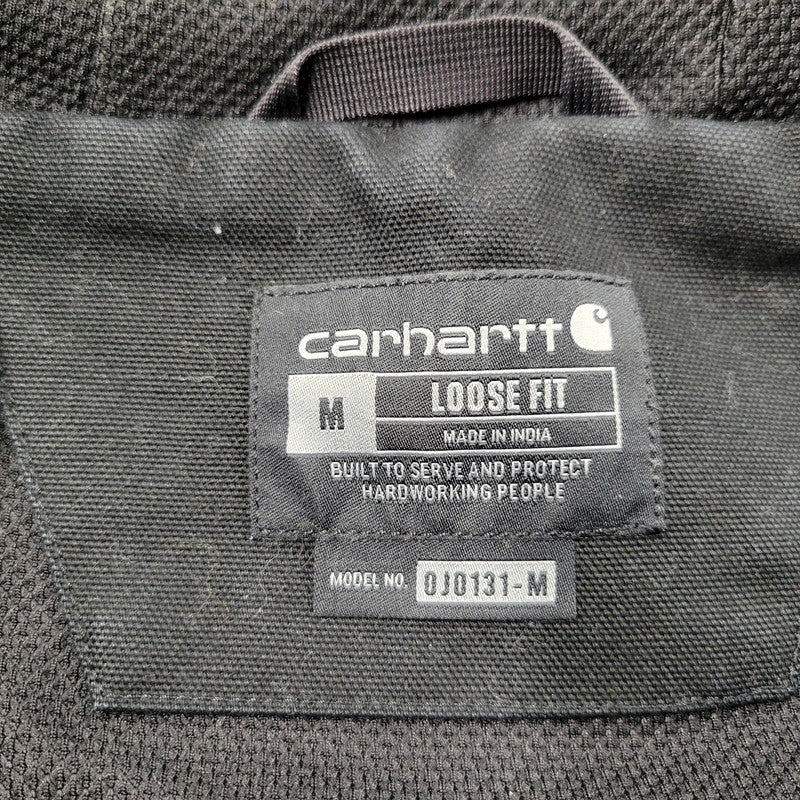 carhartt
M
LOOSE FIT
MADE IN INDIA
BUILT TO SERVE AND PROTECT
HARDWORKING PEOPLE
MODEL NO. OJ0131-M